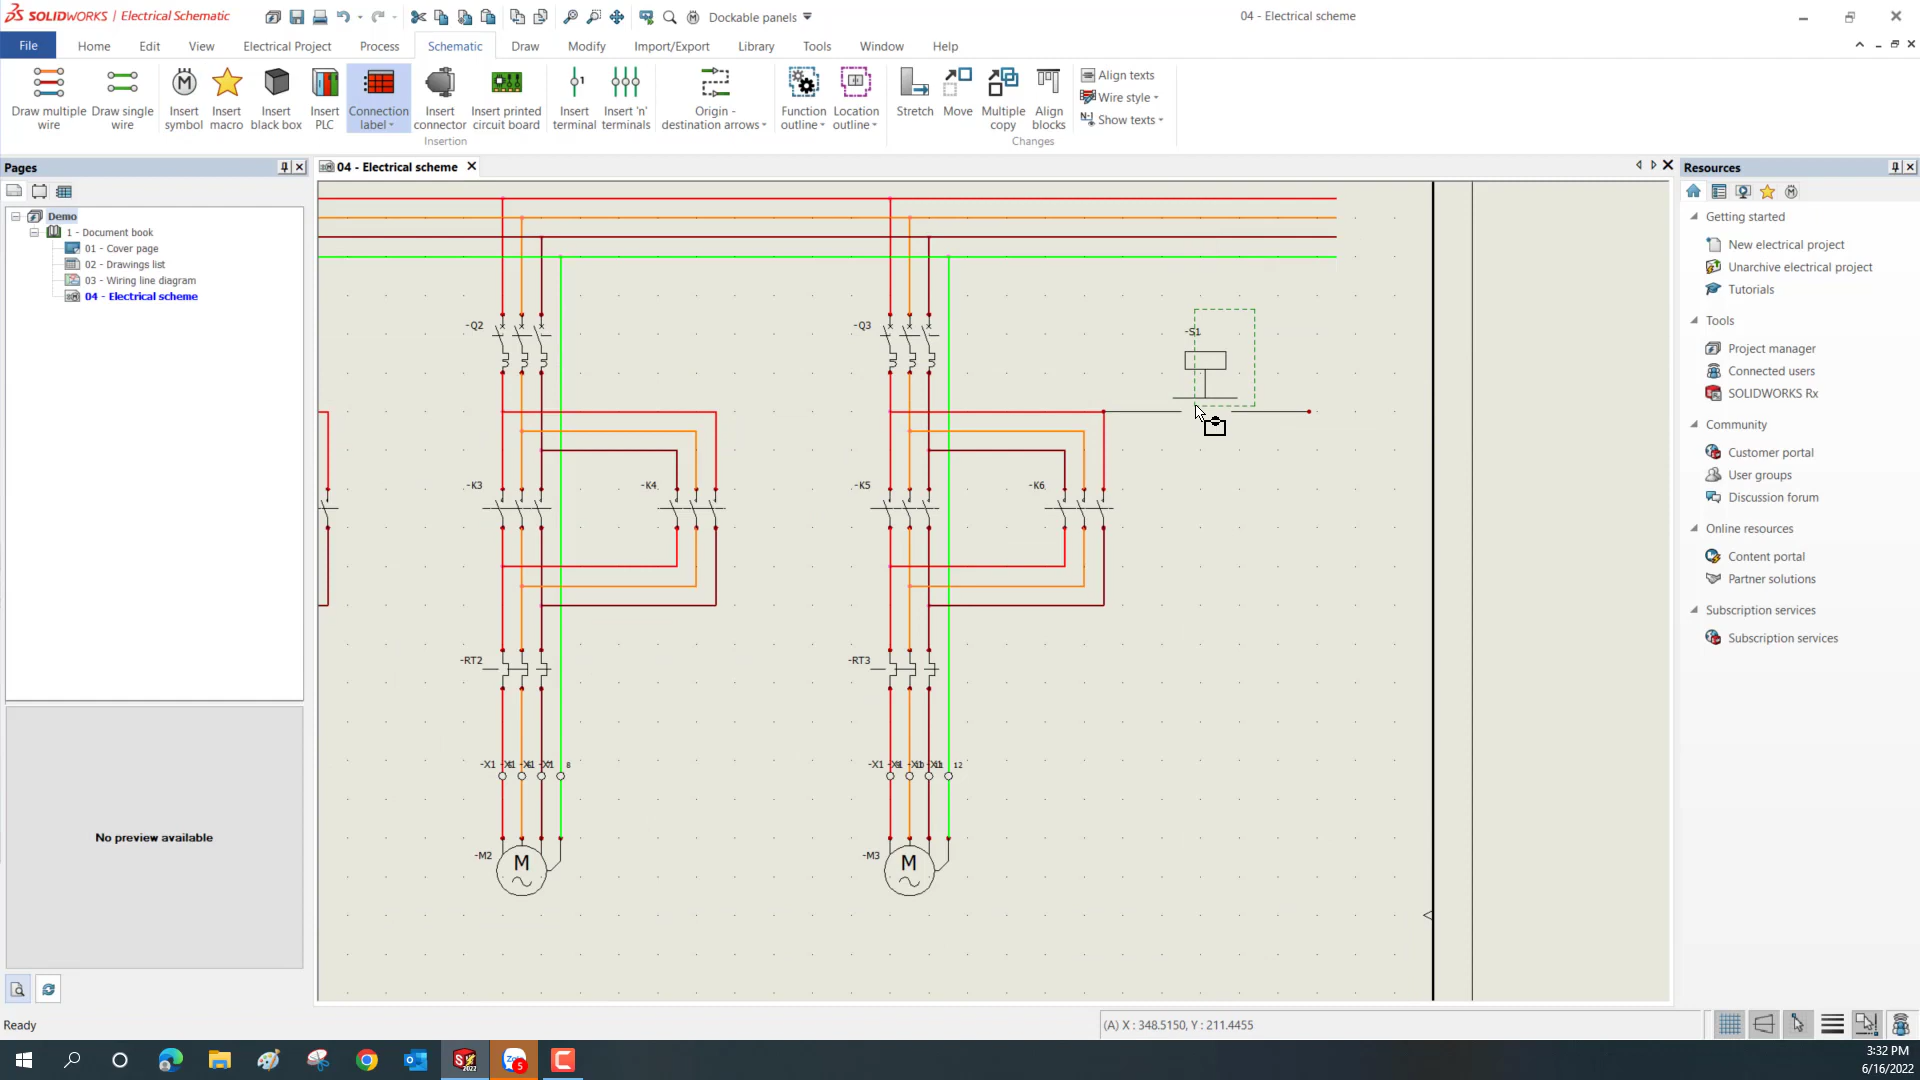 SOLIDWORKS | Electrical Schematic
Dockable panels
04 - Electrical scheme
File
Home
Edit
View
Electrical Project
Process
Schematic
Draw
Modify
Import/Export
Library
Tools
Window
Help
Draw multiple wire
Draw single wire
Insert symbol
Insert macro
Insert black box
Insert PLC
Connection label
Insert connector
Insert printed circuit board
Insert terminal
Insert 'n' terminals
Origin - destination arrows
Function outline
Location outline
Stretch
Move
Multiple copy
Align blocks
Align texts
Wire style
Show texts
Insertion
Changes
Pages
04 - Electrical scheme
Resources
Demo
1 - Document book
01 - Cover page
02 - Drawings list
03 - Wiring line diagram
04 - Electrical scheme
No preview available
-Q2
-Q3
-S1
-K3
-K4
-K5
-K6
-RT2
-RT3
-X1
8
-X1
12
-M2
M
-M3
M
Getting started
New electrical project
Unarchive electrical project
Tutorials
Tools
Project manager
Connected users
SOLIDWORKS Rx
Community
Customer portal
User groups
Discussion forum
Online resources
Content portal
Partner solutions
Subscription services
Subscription services
Ready
(A) X : 348.5150, Y : 211.4455
3:32 PM
6/16/2022